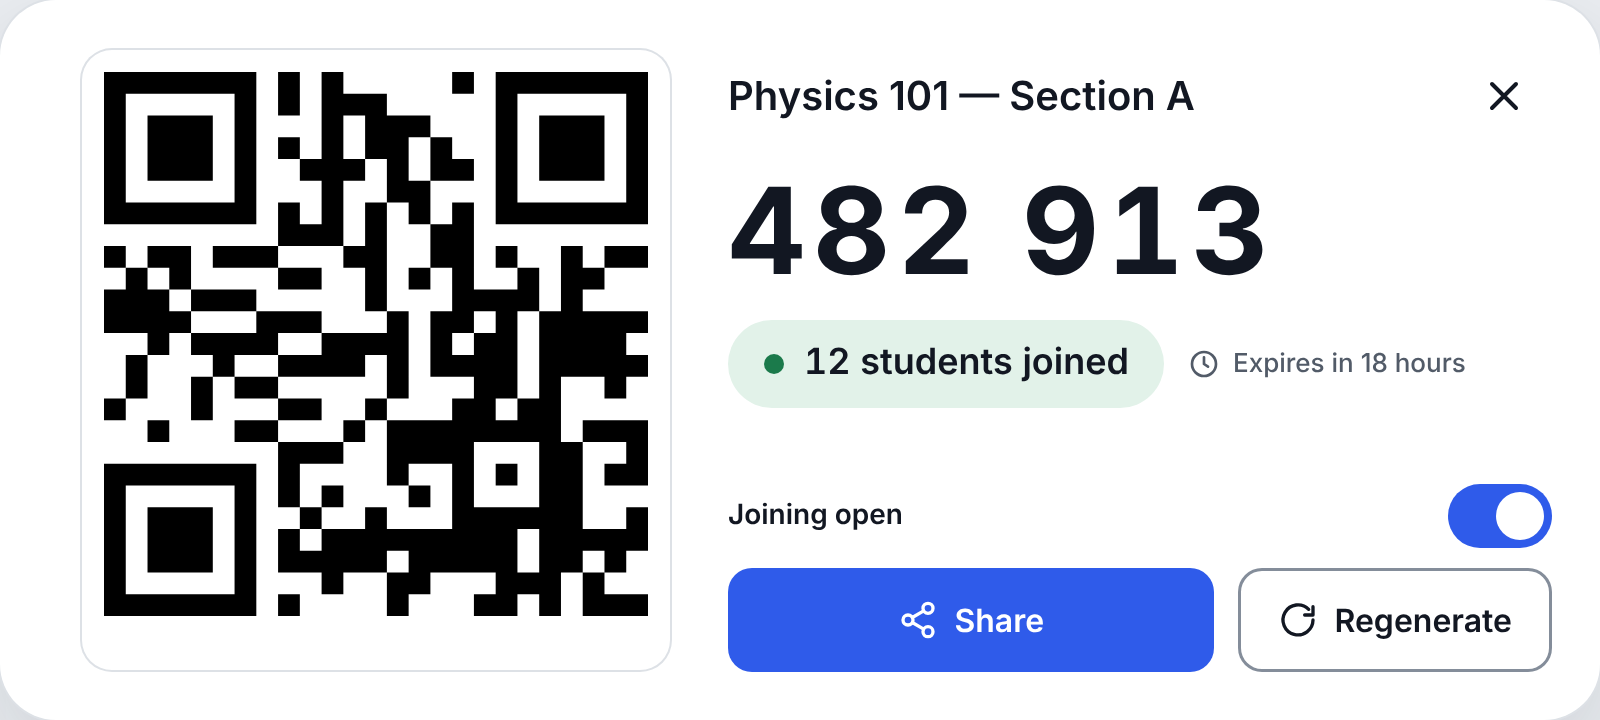 Physics 101 — Section A
482 913
12 students joined
Expires in 18 hours
Joining open
Share
Regenerate